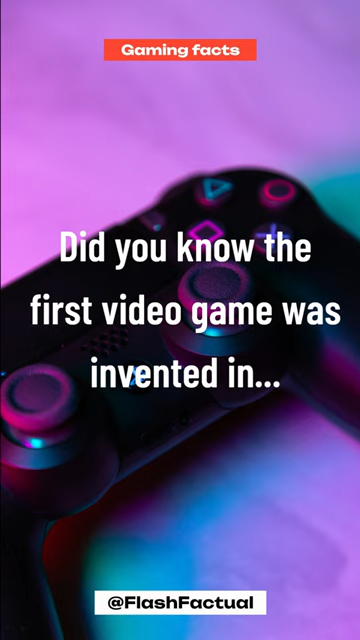 Gaming facts
Did you know the
first video game was
invented in...
@FlashFactual